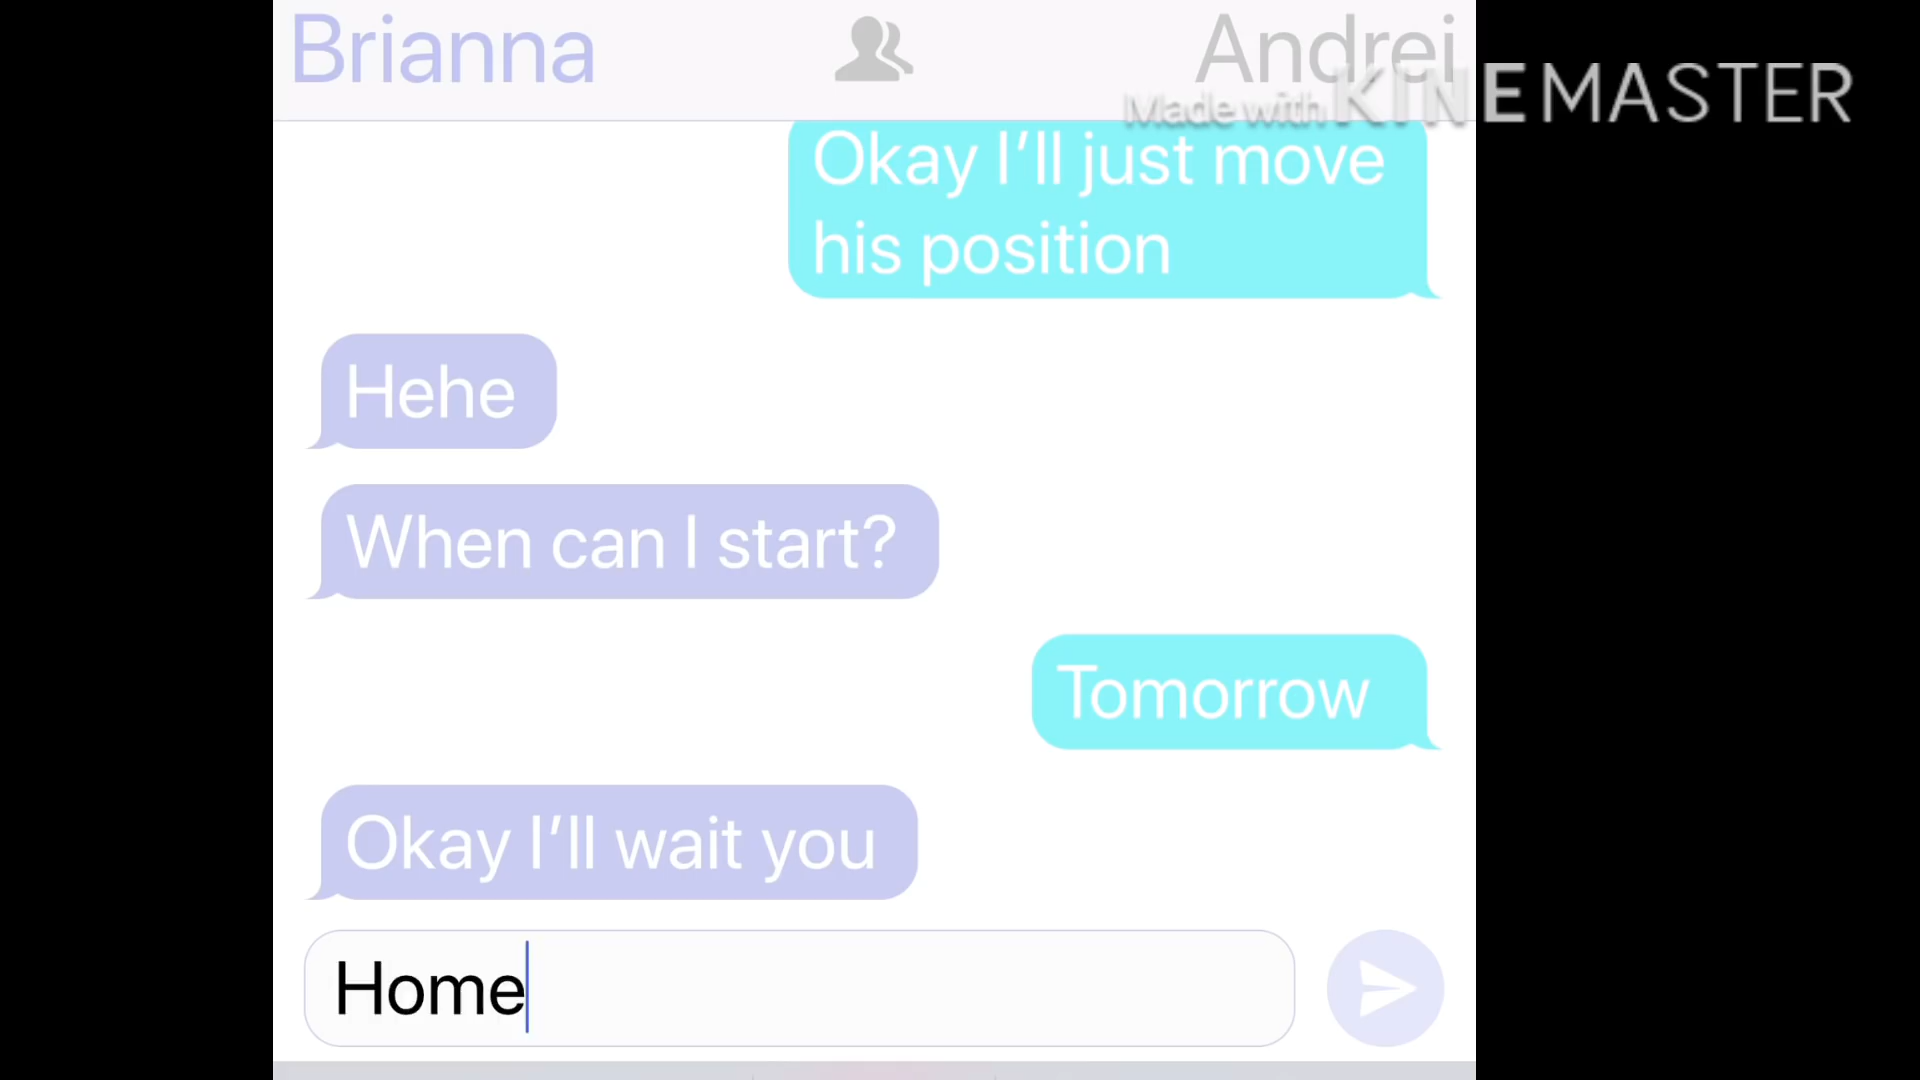 Brianna
Andrei
Made with KINEMASTER
Okay I’ll just move
his position
Hehe
When can I start?
Tomorrow
Okay I’ll wait you
Home